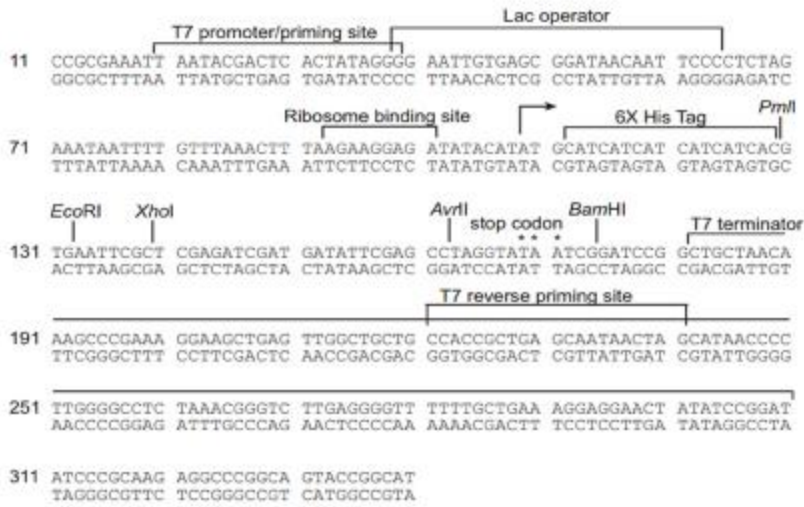 T7 promoter/priming site Lac operator
11 CCGCGAAATT AATACGACTC ACTATAGGGG AATTGTGAGC GGATAACAAT TCCCCTCTAG
GGCGCTTTAA TTATGCTGAG TGATATCCCC TTAACACTCG CCTATTGTTA AGGGGAGATC
Ribosome binding site 6X His Tag PmlI
71 AAATAATTTT GTTTAAACTT TAAGAAGGAG ATATACATAT GCATCATCAT CATCATCACG
TTTATTAAAA CAAATTTGAA ATTCTTCCTC TATATGTATA CGTAGTAGTA GTAGTAGTGC
EcoRI XhoI AvrII stop codon BamHI T7 terminator
** *
131 TGAATTCGCT CGAGATCGAT GATATTCGAG CCTAGGTATA ATCGGATCCG GCTGCTAACA
ACTTAAGCGA GCTCTAGCTA CTATAAGCTC GGATCCATAT TAGCCTAGGC CGACGATTGT
T7 reverse priming site
191 AAGCCCGAAA GGAAGCTGAG TTGGCTGCTG CCACCGCTGA GCAATAACTA GCATAACCCC
TTCGGGCTTT CCTTCGACTC AACCGACGAC GGTGGCGACT CGTTATTGAT CGTATTGGGG
251 TTGGGGCCTC TAAACGGGTC TTGAGGGGTT TTTTGCTGAA AGGAGGAACT ATATCCGGAT
AACCCCGGAG ATTTGCCCAG AACTCCCCAA AAAACGACTT TCCTCCTTGA TATAGGCCTA
311 ATCCCGCAAG AGGCCCGGCA GTACCGGCAT
TAGGGCGTTC TCCGGGCCGT CATGGCCGTA